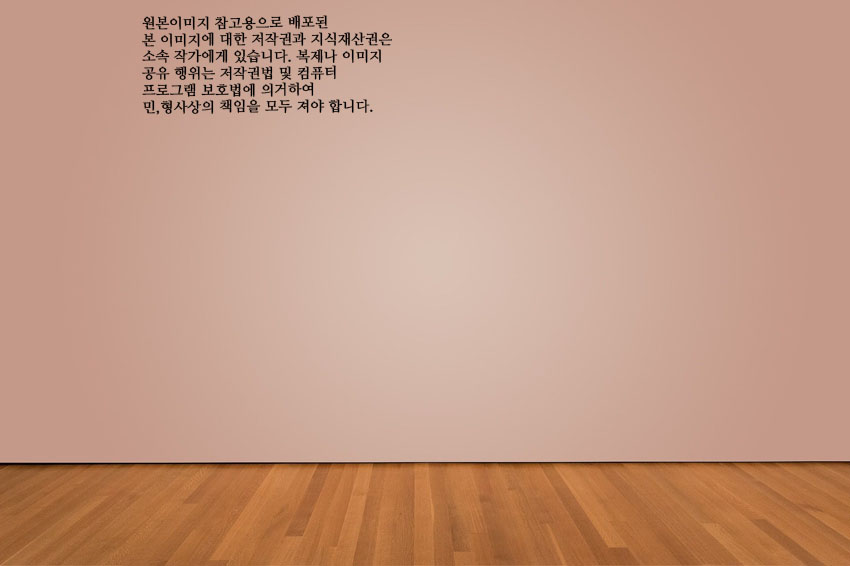 원본이미지 참고용으로 배포된
본 이미지에 대한 저작권과 지식재산권은
소속 작가에게 있습니다. 복제나 이미지
공유 행위는 저작권법 및 컴퓨터
프로그램 보호법에 의거하여
민,형사상의 책임을 모두 져야 합니다.